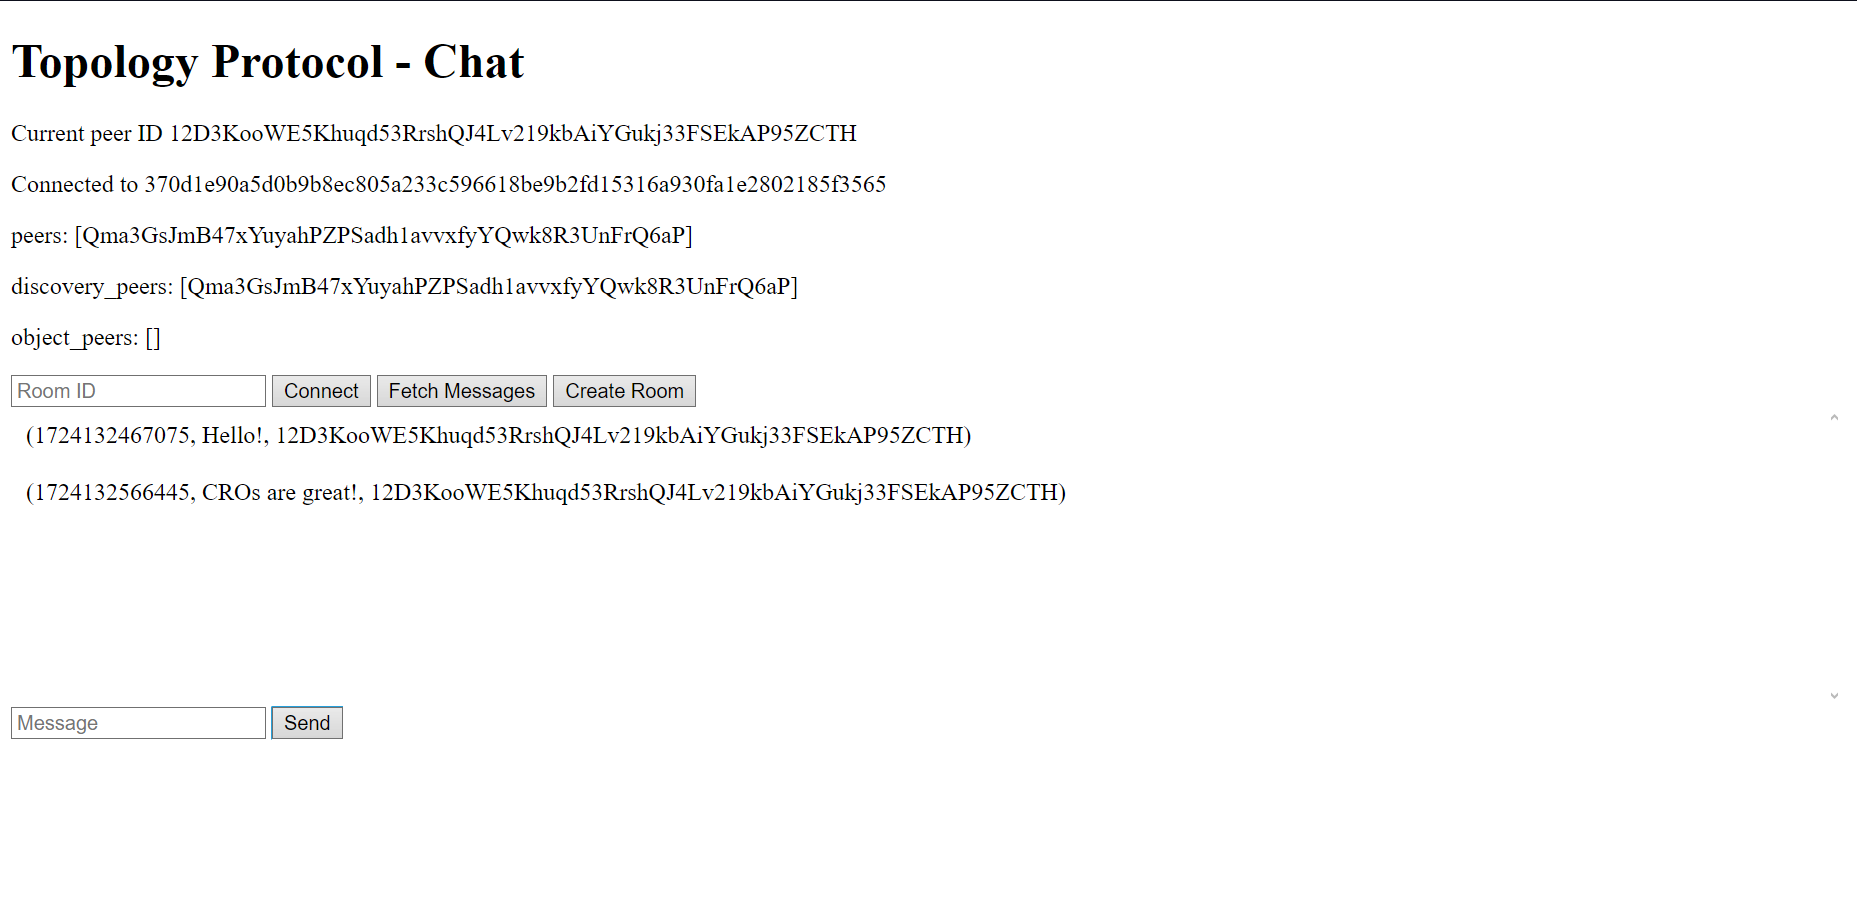 Topology Protocol - Chat
Current peer ID 12D3KooWE5Khuqd53RrshQJ4Lv219kbAiYGukj33FSEkAP95ZCTH
Connected to 370d1e90a5d0b9b8ec805a233c596618be9b2fd15316a930fa1e2802185f3565
peers: [Qma3GsJmB47xYuyahPZPSadh1avvxfyYQwk8R3UnFrQ6aP]
discovery_peers: [Qma3GsJmB47xYuyahPZPSadh1avvxfyYQwk8R3UnFrQ6aP]
object_peers: []
Room ID Connect Fetch Messages Create Room
(1724132467075, Hello!, 12D3KooWE5Khuqd53RrshQJ4Lv219kbAiYGukj33FSEkAP95ZCTH)
(1724132566445, CROs are great!, 12D3KooWE5Khuqd53RrshQJ4Lv219kbAiYGukj33FSEkAP95ZCTH)
Message Send